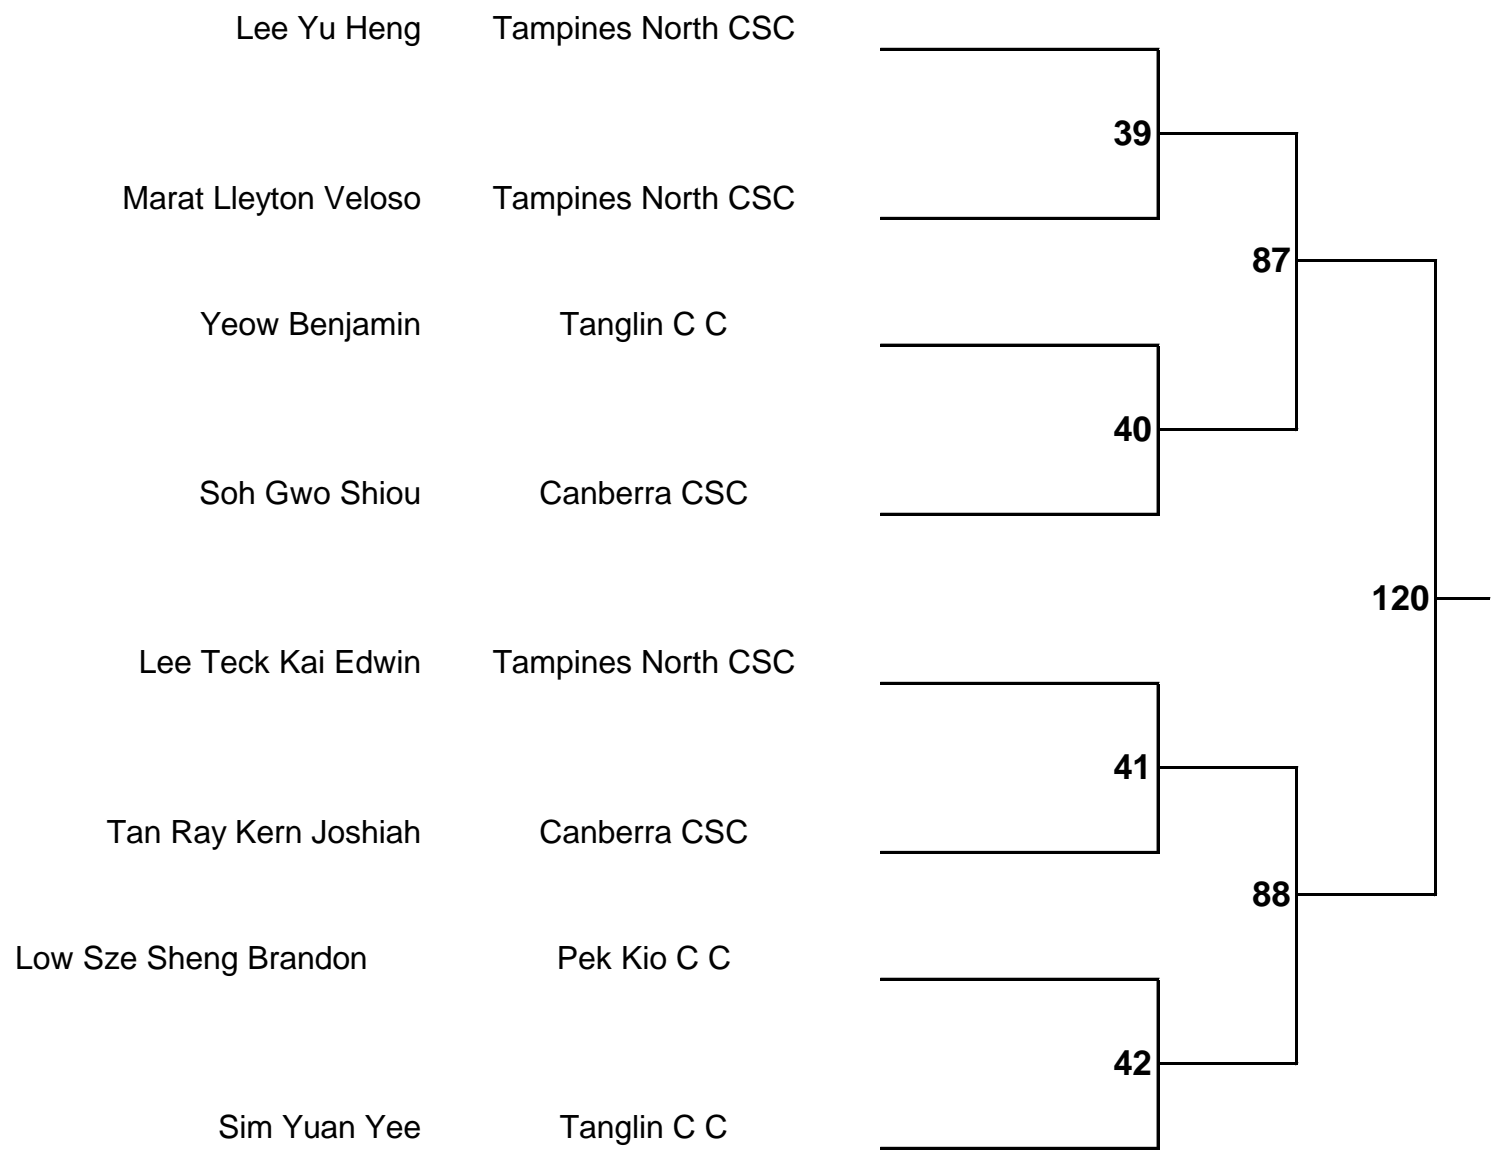 Lee Yu Heng Tampines North CSC
39
Marat Lleyton Veloso Tampines North CSC
87
Yeow Benjamin Tanglin C C
40
Soh Gwo Shiou Canberra CSC
120
Lee Teck Kai Edwin Tampines North CSC
41
Tan Ray Kern Joshiah Canberra CSC
88
Low Sze Sheng Brandon Pek Kio C C
42
Sim Yuan Yee Tanglin C C